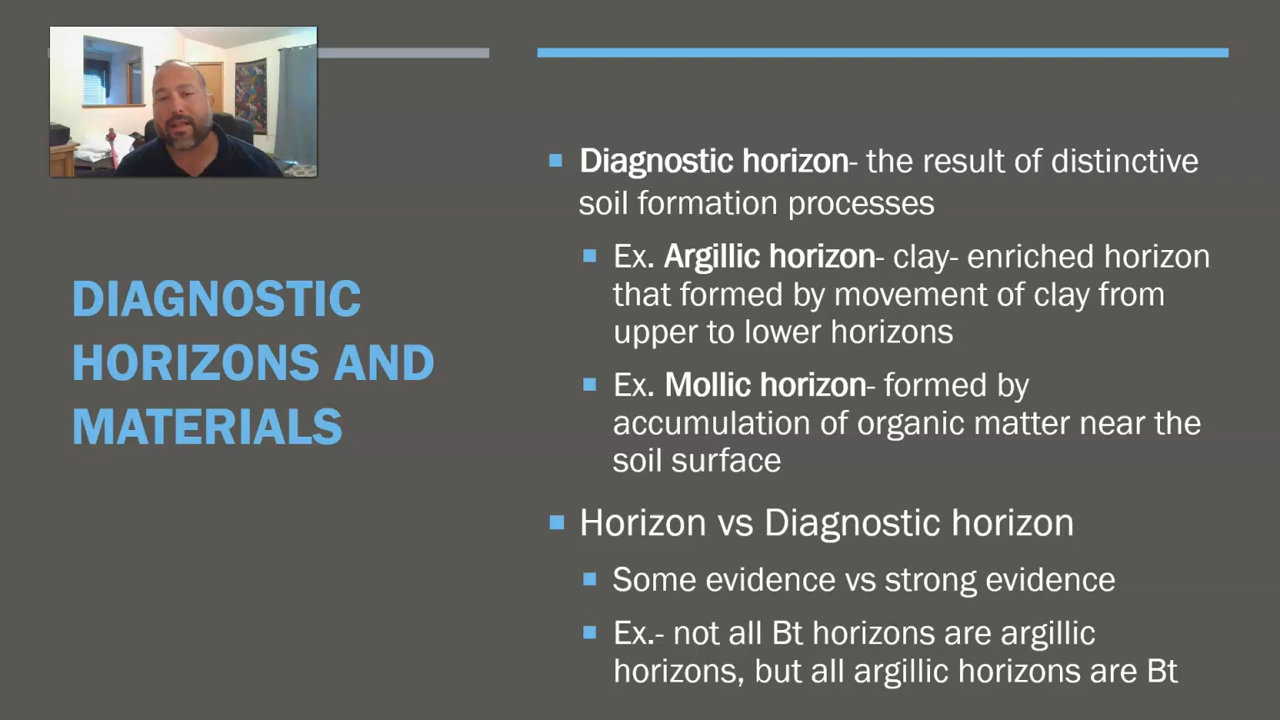 DIAGNOSTIC
HORIZONS AND
MATERIALS
Diagnostic horizon- the result of distinctive
soil formation processes
Ex. Argillic horizon- clay- enriched horizon
that formed by movement of clay from
upper to lower horizons
Ex. Mollic horizon- formed by
accumulation of organic matter near the
soil surface
Horizon vs Diagnostic horizon
Some evidence vs strong evidence
Ex.- not all Bt horizons are argillic
horizons, but all argillic horizons are Bt